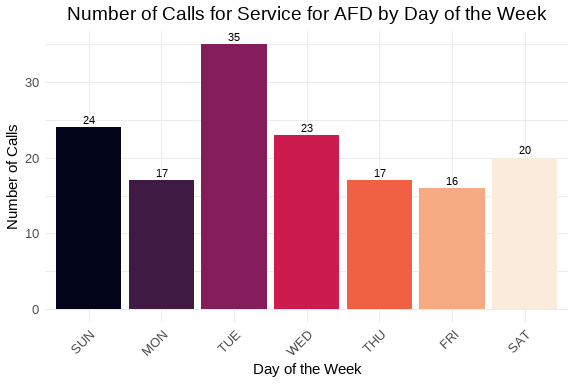 Number of Calls for Service for AFD by Day of the Week
35
30
24
23
20
20
17
17
16
10
0
Number of Calls
SUN
MON
TUE
WED
THU
FRI
SAT
Day of the Week